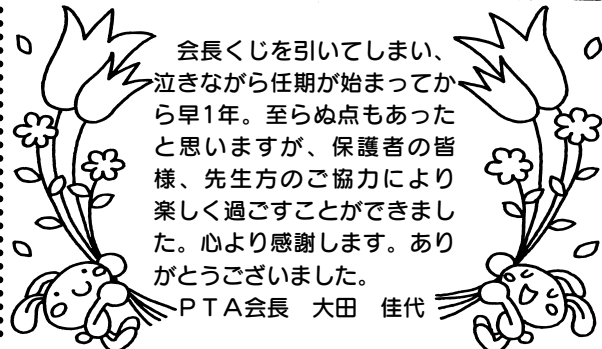 会長くじを引いてしまい、
泣きながら任期が始まってか
ら早1年。至らぬ点もあった
と思いますが、保護者の皆
様、先生方のご協力により
楽しく過ごすことができまし
た。心より感謝します。あり
がとうございました。
PTA会長　大田　佳代